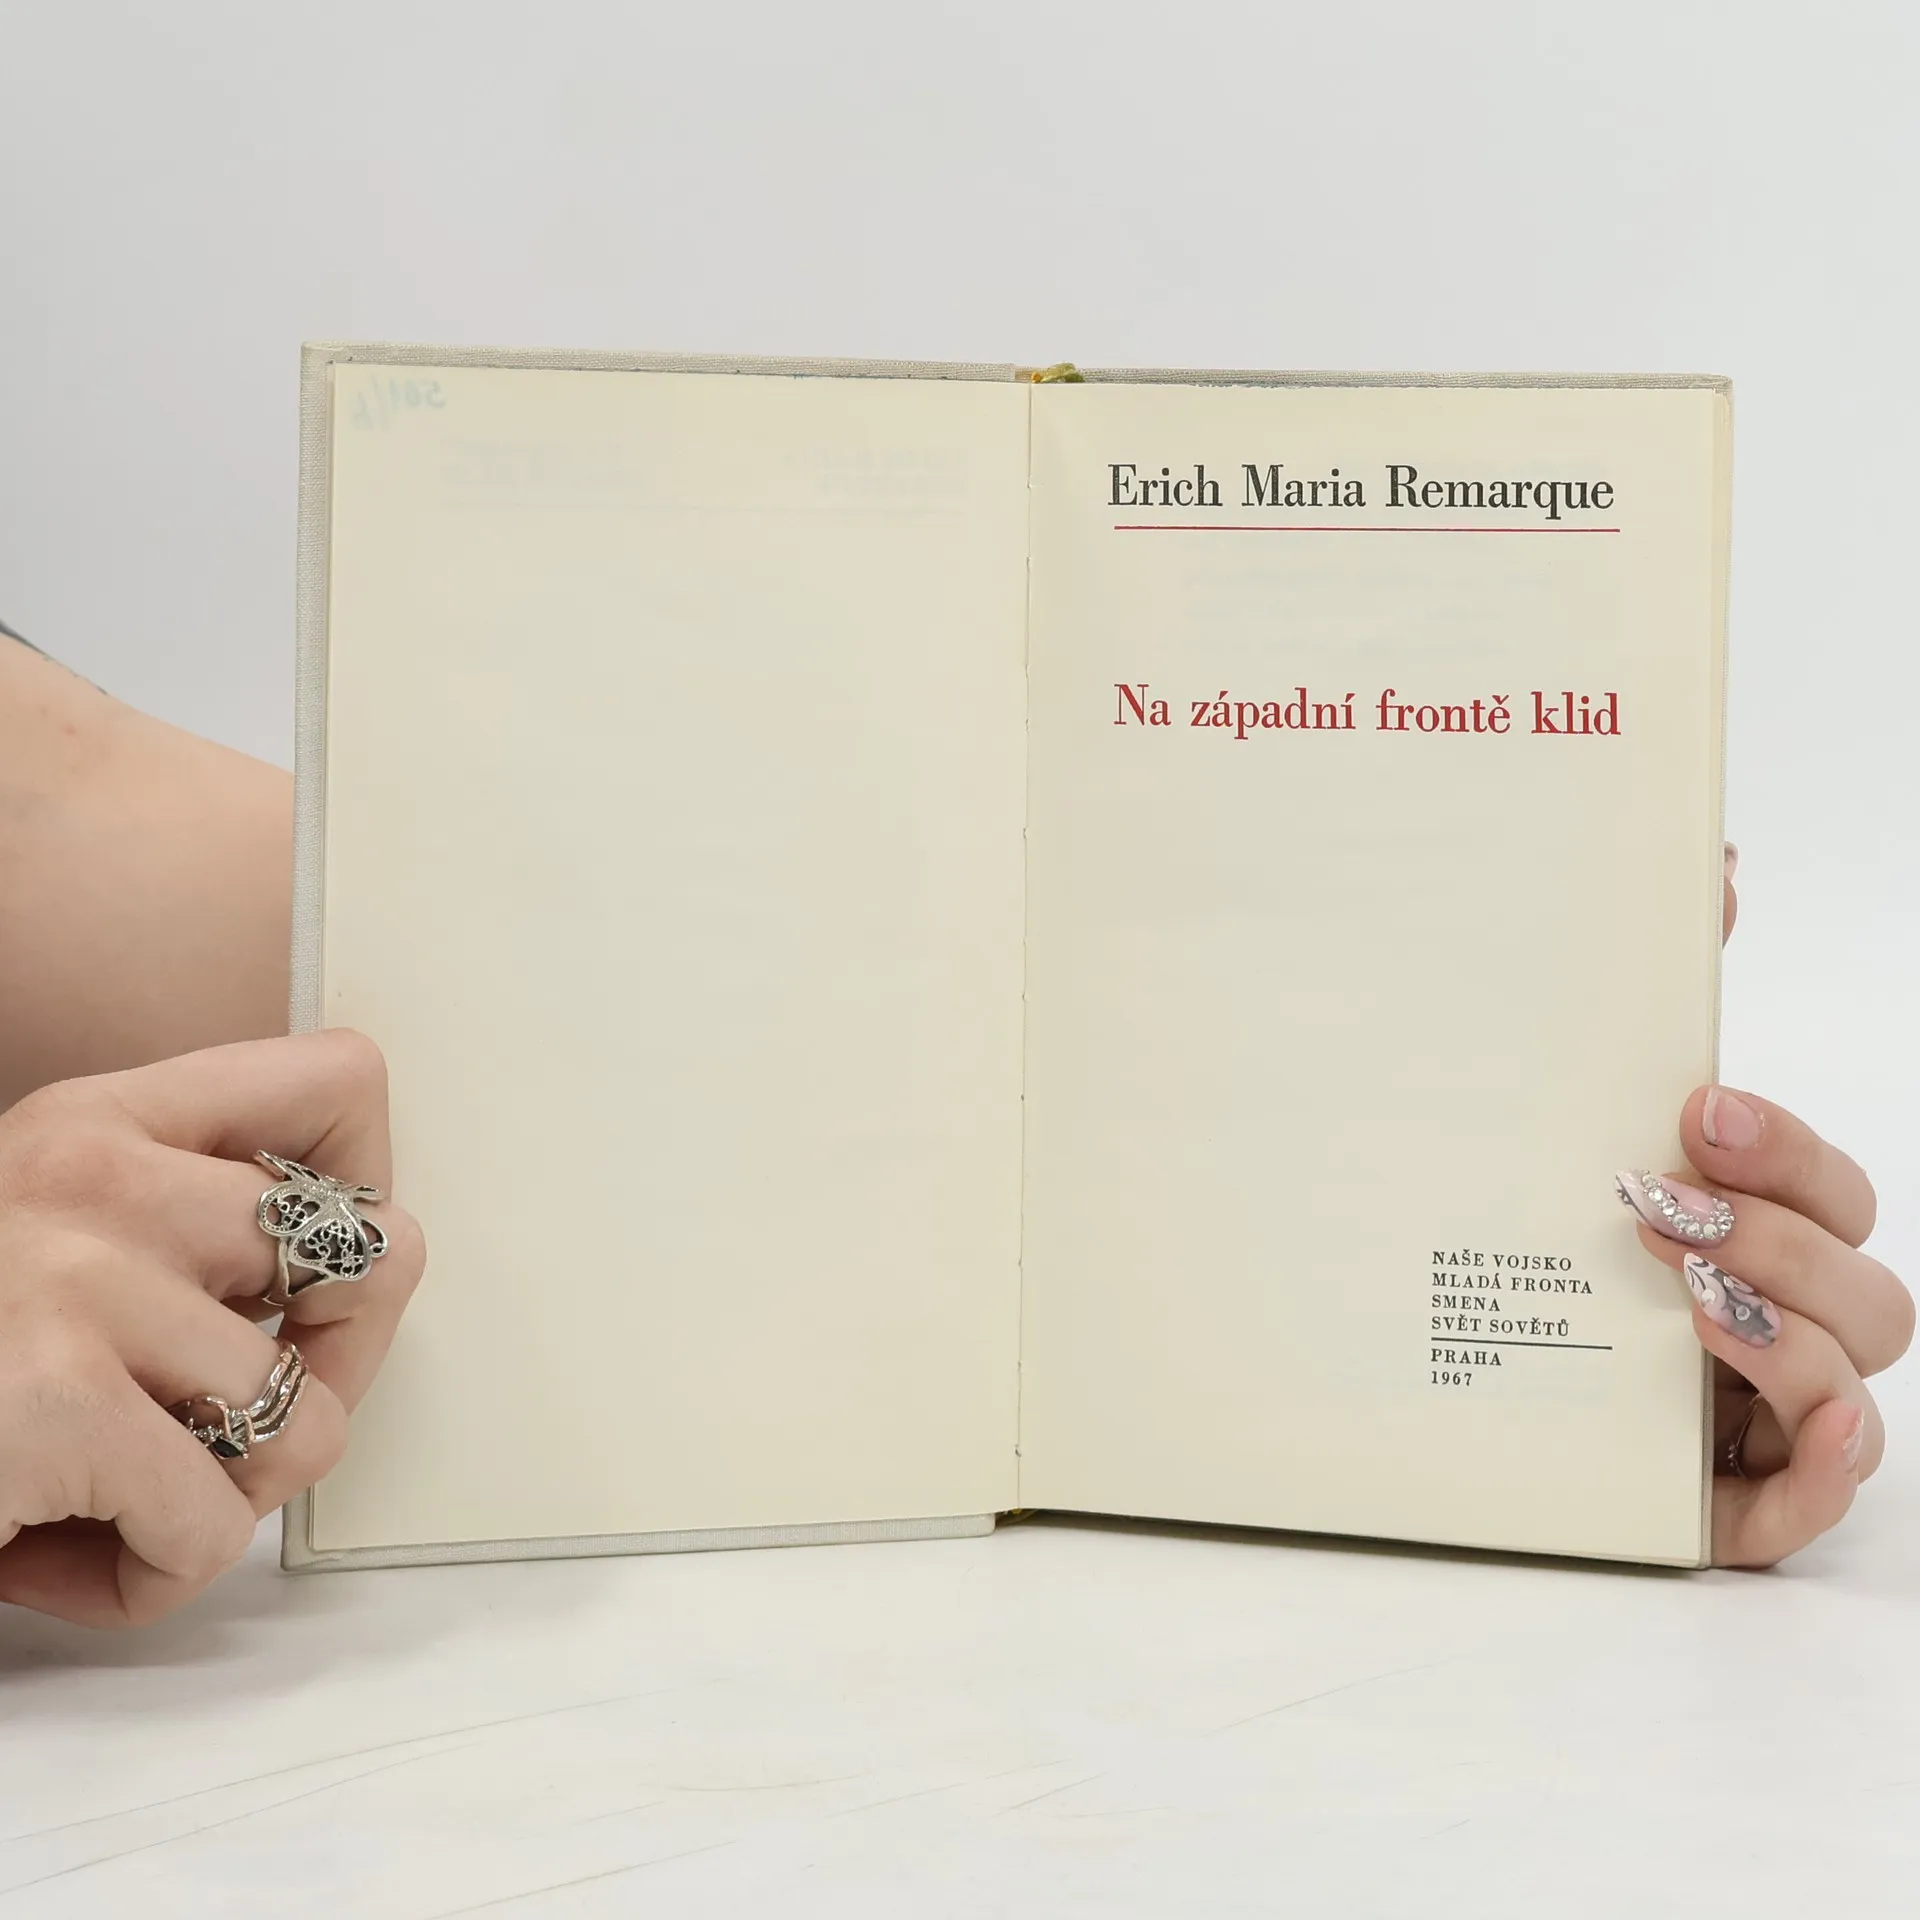 Erich Maria Remarque
Na západní frontě klid
NAŠE VOJSKO
MLADÁ FRONTA
SMENA
SVĚT SOVĚTŮ
PRAHA
1967